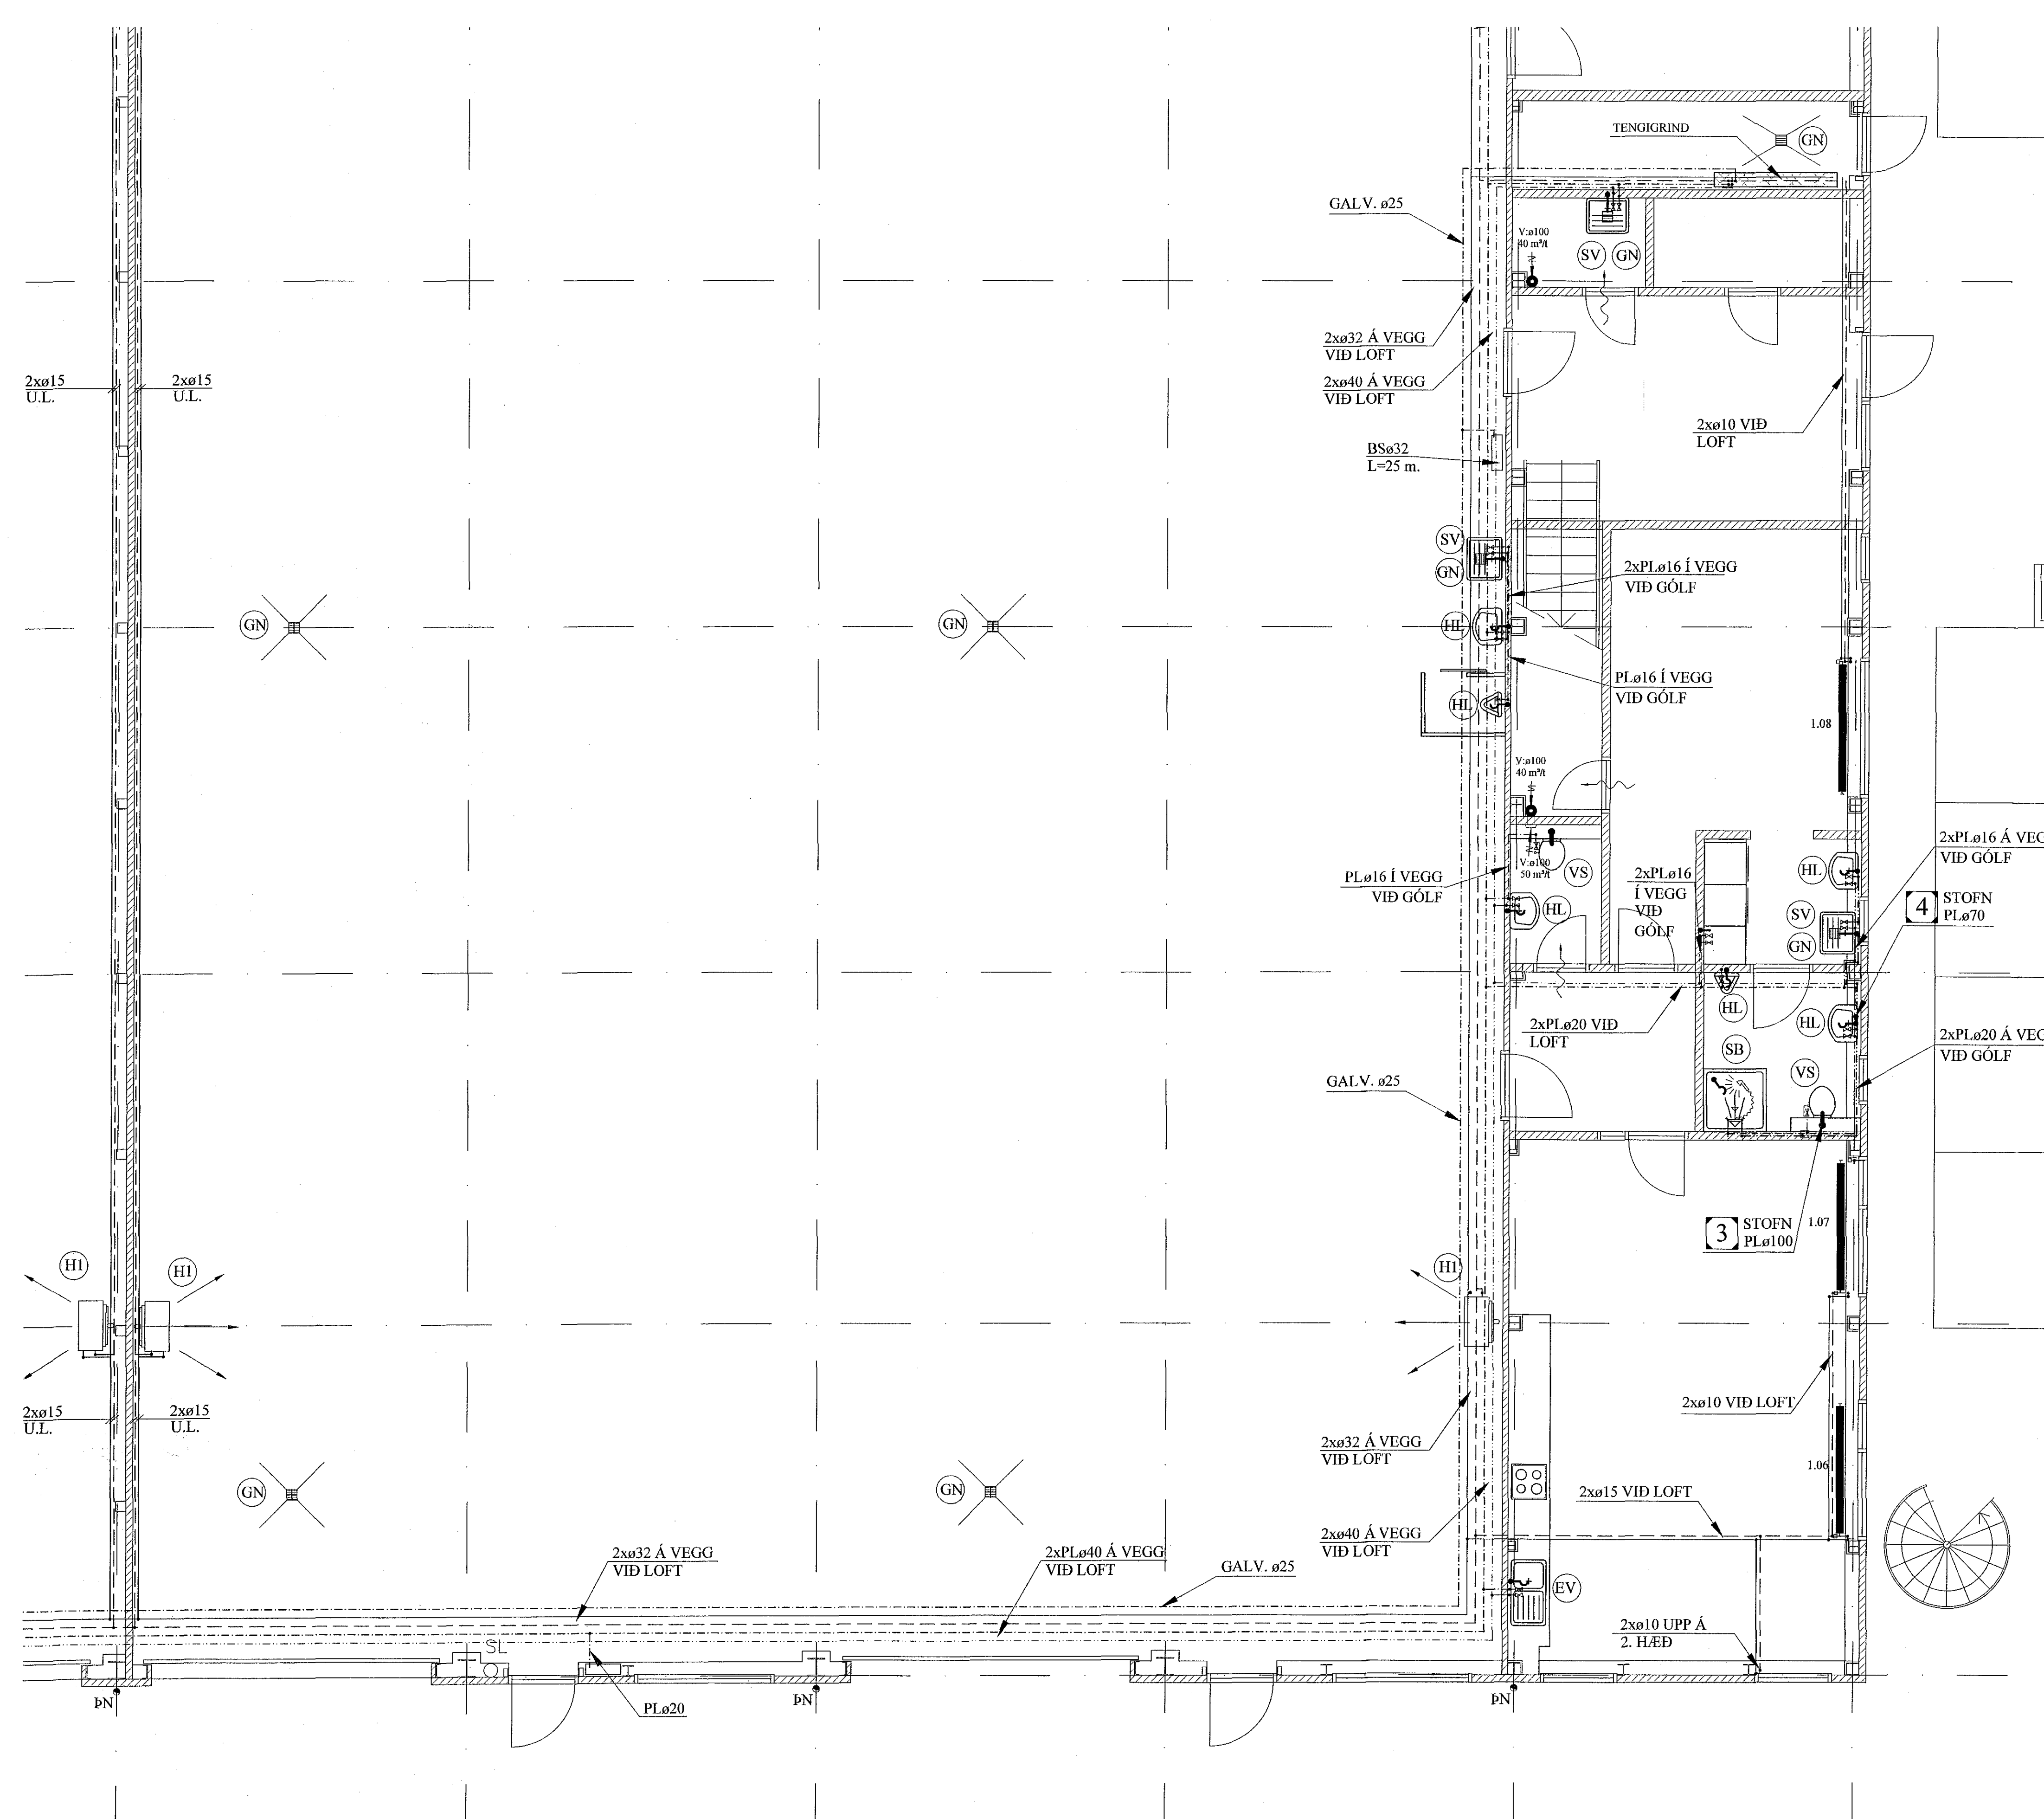 TENGIGRIND
GN
GALV. ø25
V:ø100
40 m³/t
SV
GN
2xø32 Á VEGG
VIÐ LOFT
2xø15
U.L.
2xø15
U.L.
2xø40 Á VEGG
VIÐ LOFT
2xø10 VIÐ
LOFT
BSø32
L=25 m.
SV
GN
2xPLø16 Í VEGG
VIÐ GÓLF
GN
GN
HL
PLø16 Í VEGG
VIÐ GÓLF
HL
1.08
V:ø100
40 m³/t
2xPLø16 Á VEG
VIÐ GÓLF
V:ø100
50 m³/t
VS
PLø16 Í VEGG
VIÐ GÓLF
2xPLø16
Í VEGG
VIÐ
GÓLF
HL
HL
SV
GN
4
STOFN
PLø70
HL
HL
2xPLø20 VIÐ
LOFT
2xPLø20 Á VEG
VIÐ GÓLF
SB
VS
GALV. ø25
3
STOFN
PLø100
1.07
H1
H1
H1
2xø15
U.L.
2xø15
U.L.
2xø10 VIÐ LOFT
2xø32 Á VEGG
VIÐ LOFT
1.06
GN
GN
2xø15 VIÐ LOFT
2xø40 Á VEGG
VIÐ LOFT
2xø32 Á VEGG
VIÐ LOFT
2xPLø40 Á VEGG
VIÐ LOFT
GALV. ø25
EV
SL
2xø10 UPP Á
2. HÆÐ
ÞN
PLø20
ÞN
ÞN